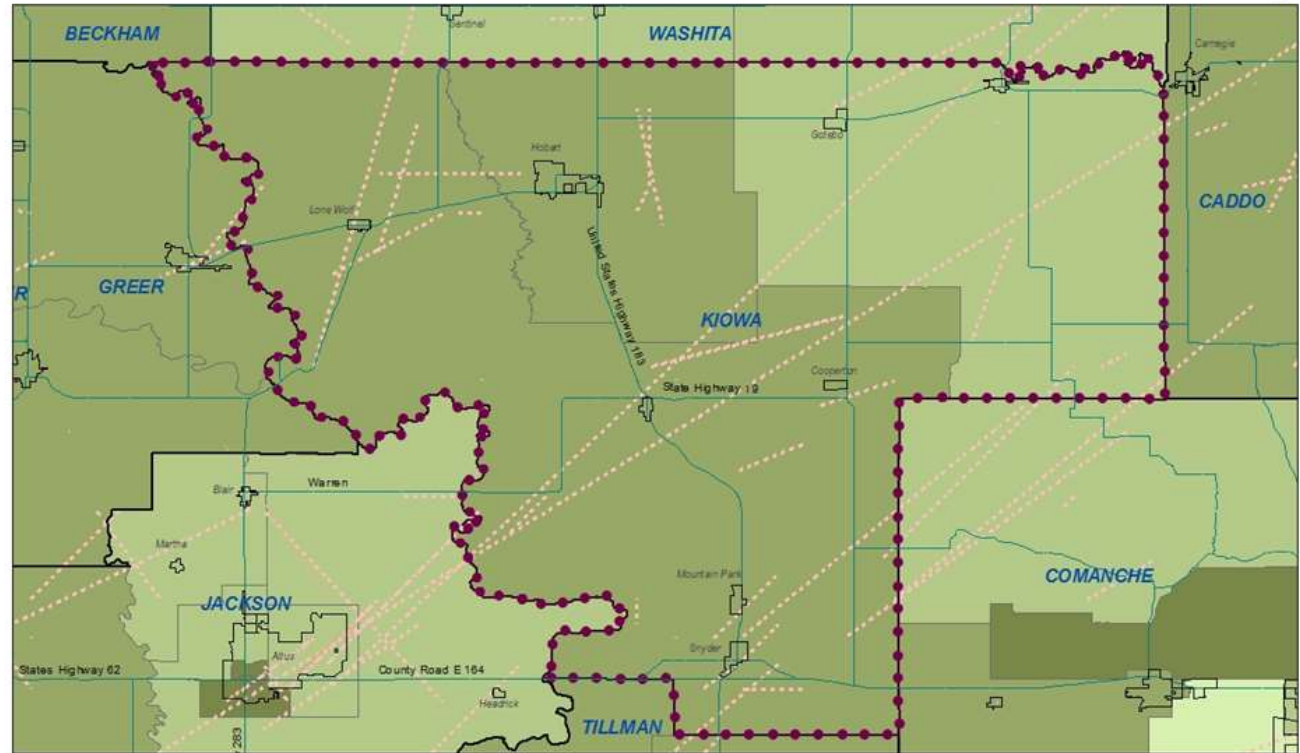 Sentinel
BECKHAM
WASHITA
Carnegie
Gotebo
Hobart
CADDO
Lone Wolf
GREER
R
KIOWA
United States Highway 183
Cooperton
State Highway 19
Warren
Blair
Martha
Mountain Park
COMANCHE
JACKSON
Altus
Snyder
States Highway 62
County Road E 164
Headrick
TILLMAN
283